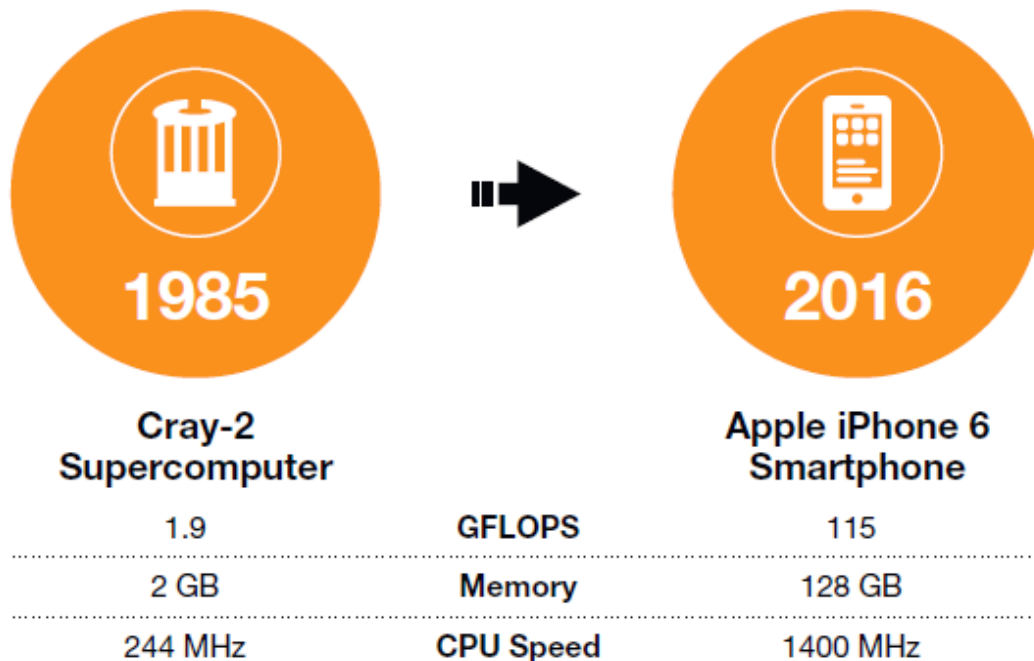 1985
2016
Cray-2
Supercomputer
Apple iPhone 6
Smartphone
1.9 GFLOPS 115
2 GB Memory 128 GB
244 MHz CPU Speed 1400 MHz